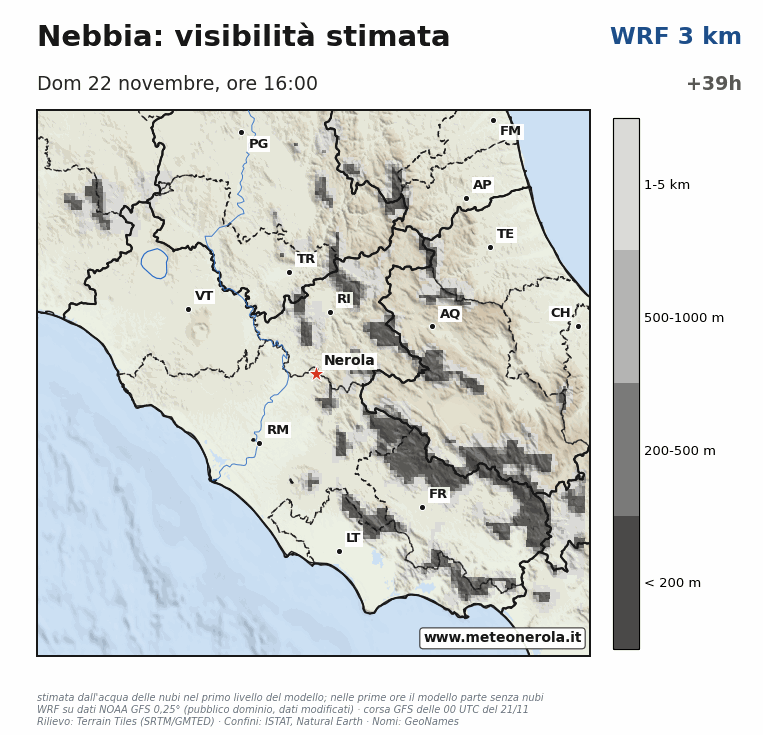 Nebbia: visibilità stimata
WRF 3 km
Dom 22 novembre, ore 16:00
+39h
FM
PG
AP
TE
TR
VT
RI
AQ
CH
Nerola
RM
FR
LT
1-5 km
500-1000 m
200-500 m
< 200 m
www.meteonerola.it
stimata dall'acqua delle nubi nel primo livello del modello; nelle prime ore il modello parte senza nubi
WRF su dati NOAA GFS 0,25° (pubblico dominio, dati modificati) · corsa GFS delle 00 UTC del 21/11
Rilievo: Terrain Tiles (SRTM/GMTED) · Confini: ISTAT, Natural Earth · Nomi: GeoNames